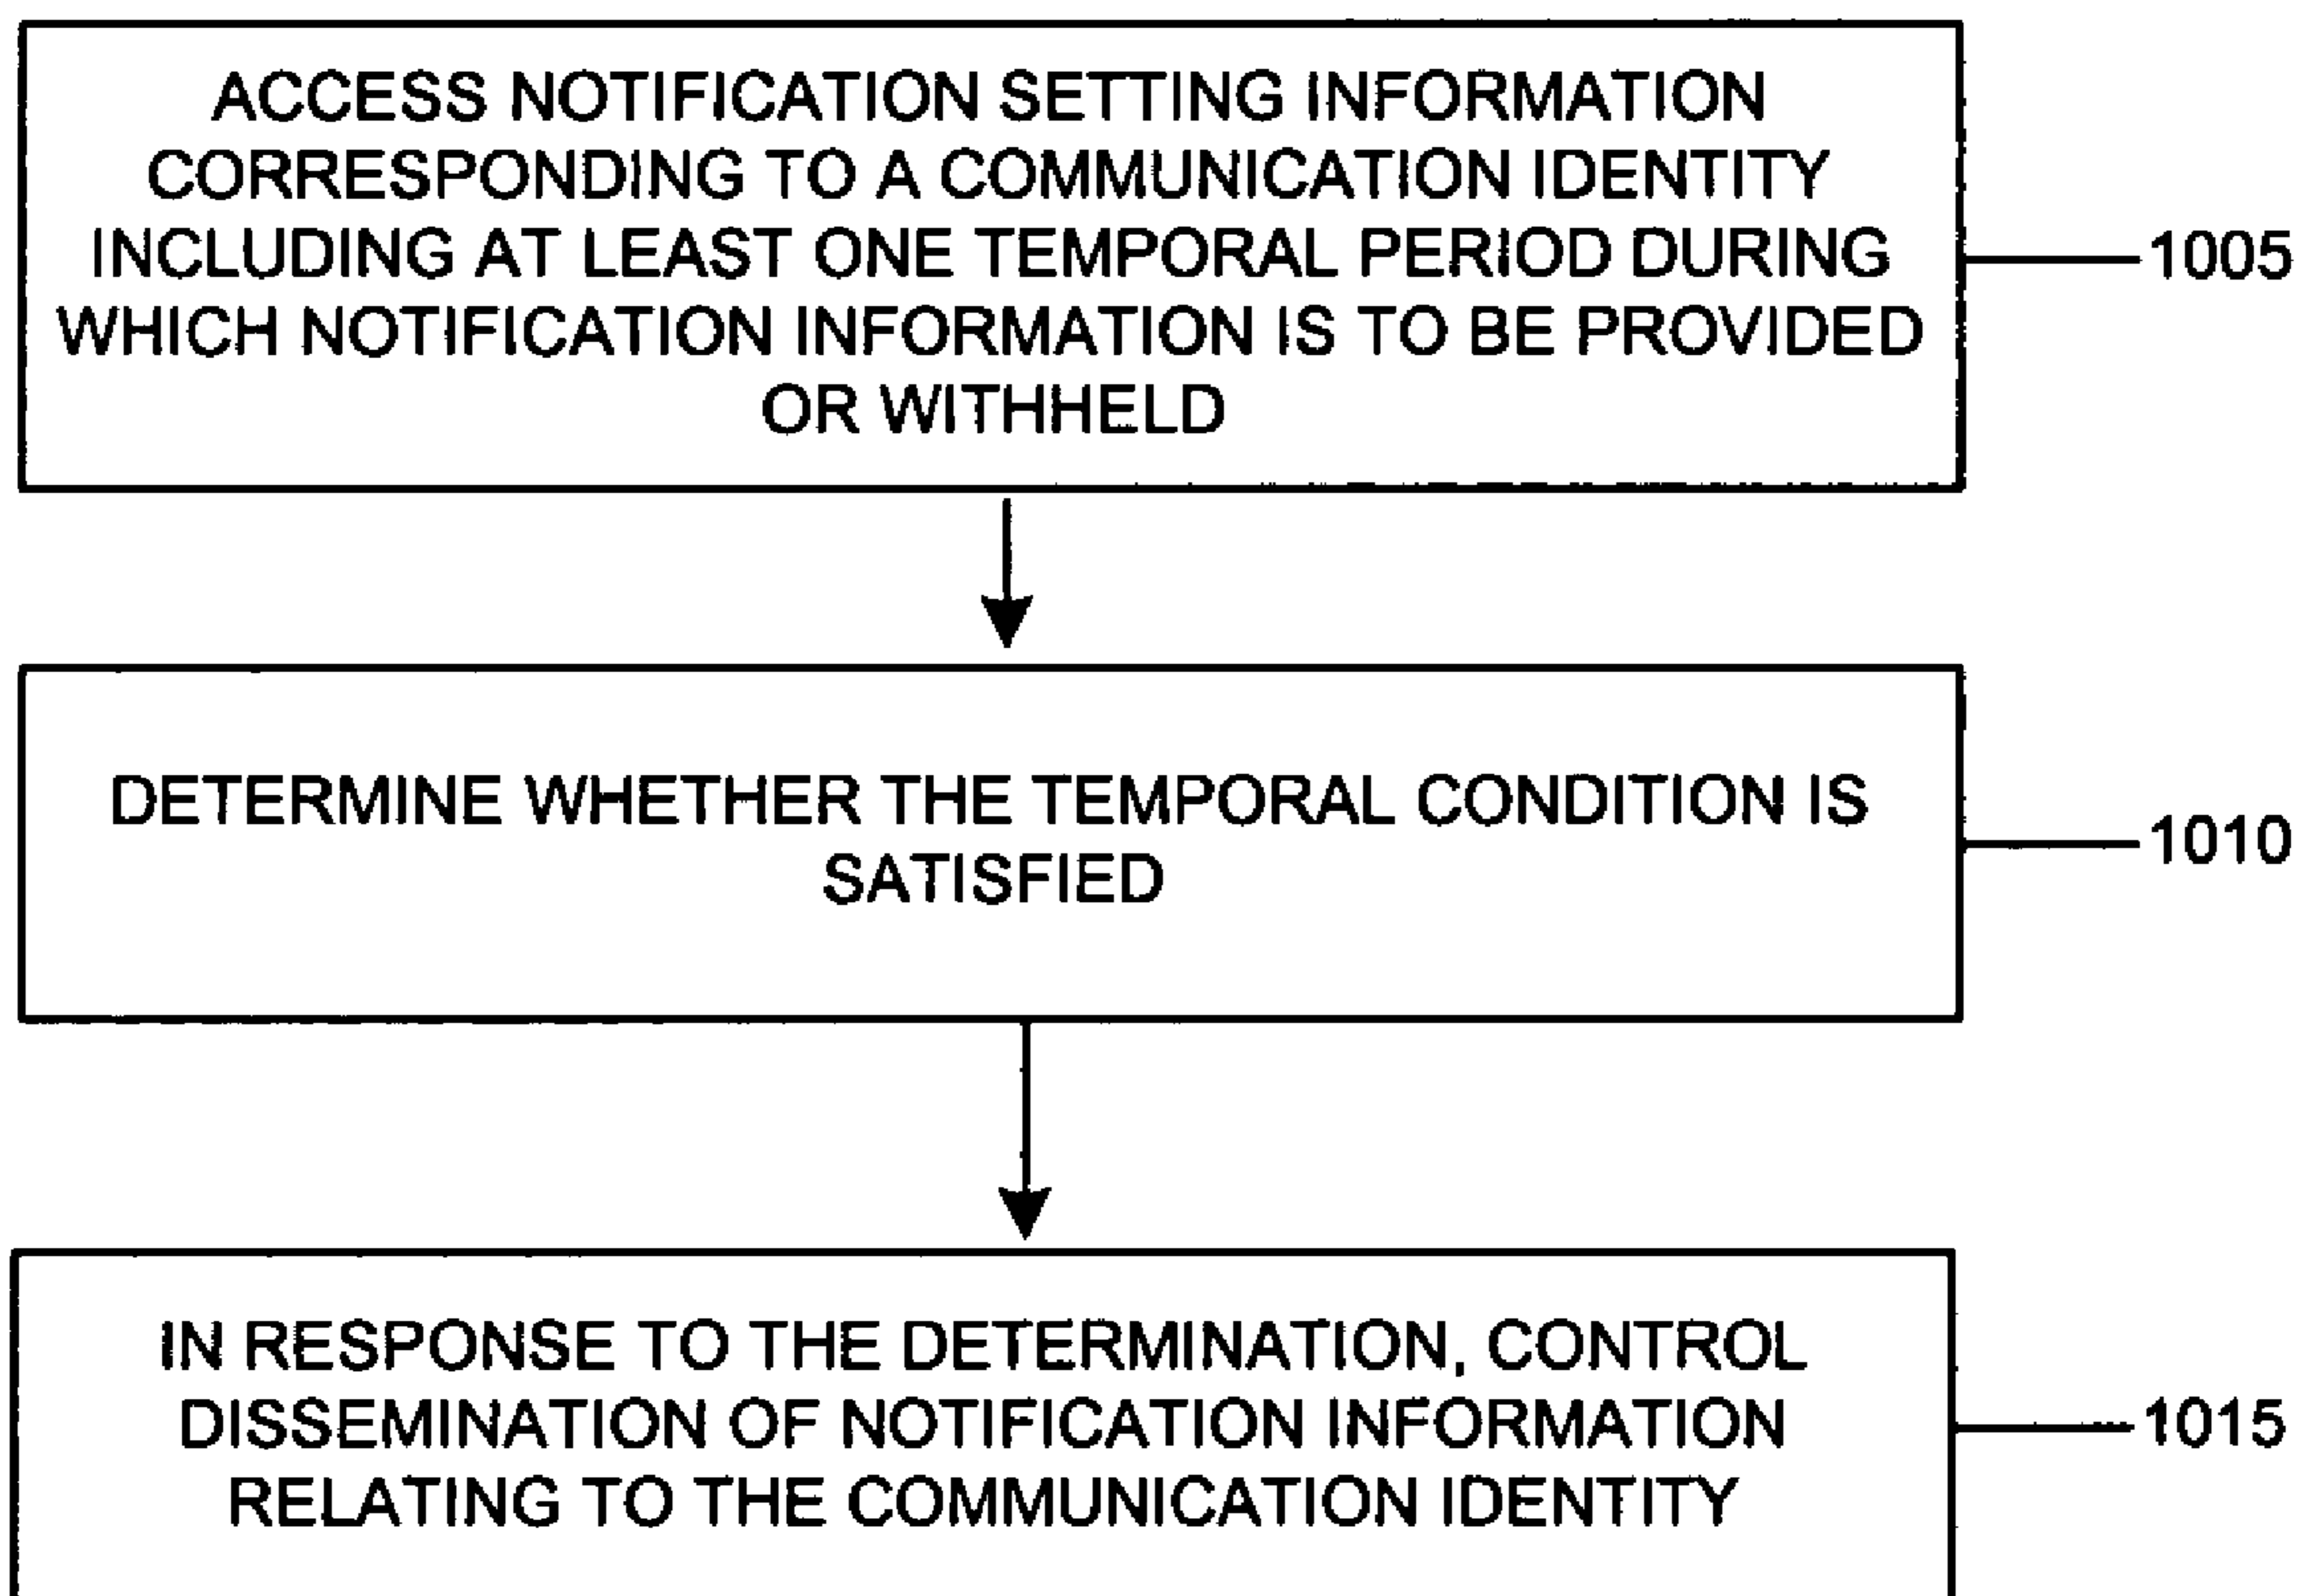 ACCESS NOTIFICATION SETTING INFORMATION
CORRESPONDING TO A COMMUNICATION IDENTITY
INCLUDING AT LEAST ONE TEMPORAL PERIOD DURING
WHICH NOTIFICATION INFORMATION IS TO BE PROVIDED
OR WITHHELD
1005
DETERMINE WHETHER THE TEMPORAL CONDITION IS
SATISFIED
1010
IN RESPONSE TO THE DETERMINATION, CONTROL
DISSEMINATION OF NOTIFICATION INFORMATION
RELATING TO THE COMMUNICATION IDENTITY
1015